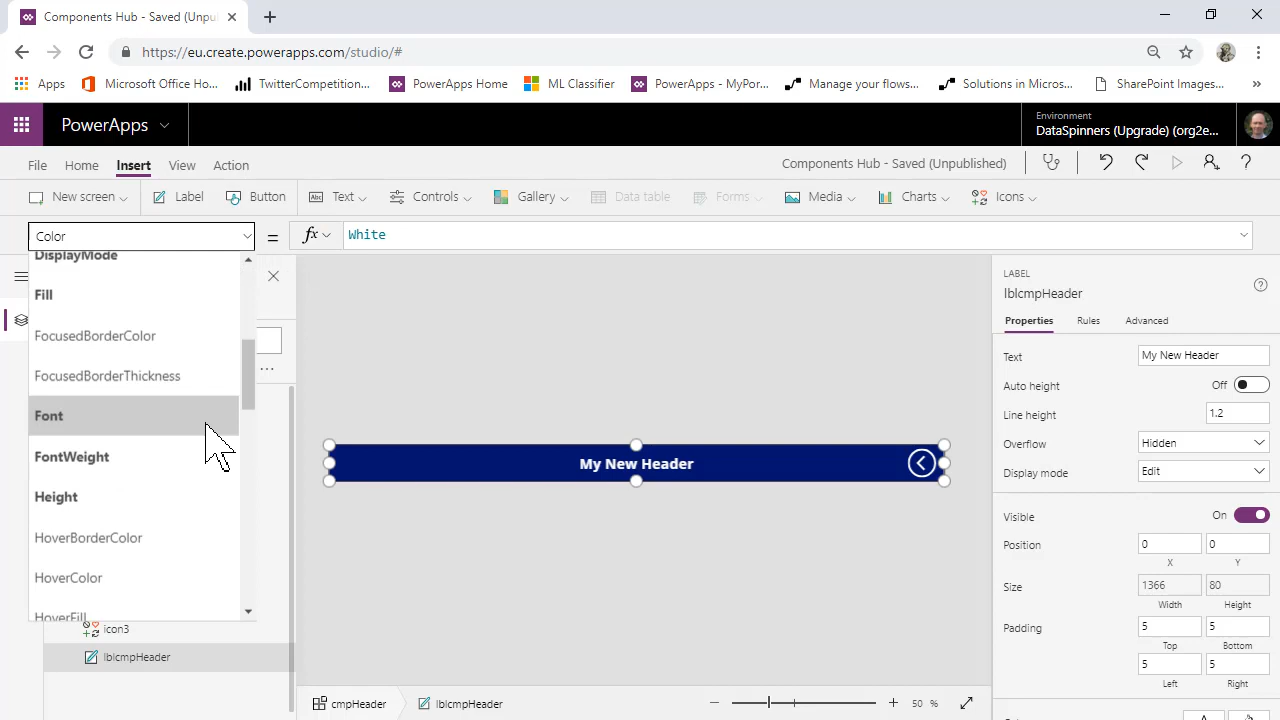 Components Hub - Saved (Unpu
https://eu.create.powerapps.com/studio/#
Apps
Microsoft Office Ho...
TwitterCompetition...
PowerApps Home
ML Classifier
PowerApps - MyPor...
Manage your flows...
Solutions in Micros...
SharePoint Images...
PowerApps
Environment
DataSpinners (Upgrade) (org2e...
File
Home
Insert
View
Action
Components Hub - Saved (Unpublished)
New screen
Label
Button
Text
Controls
Gallery
Data table
Forms
Media
Charts
Icons
Color
=
fx
White
DisplayMode
Fill
FocusedBorderColor
FocusedBorderThickness
Font
FontWeight
Height
HoverBorderColor
HoverColor
HoverFill
icon3
lblcmpHeader
My New Header
cmpHeader
lblcmpHeader
50 %
LABEL
lblcmpHeader
Properties
Rules
Advanced
Text
My New Header
Auto height
Off
Line height
1.2
Overflow
Hidden
Display mode
Edit
Visible
On
Position
0
0
X
Y
Size
1366
80
Width
Height
Padding
5
5
Top
Bottom
5
5
Left
Right